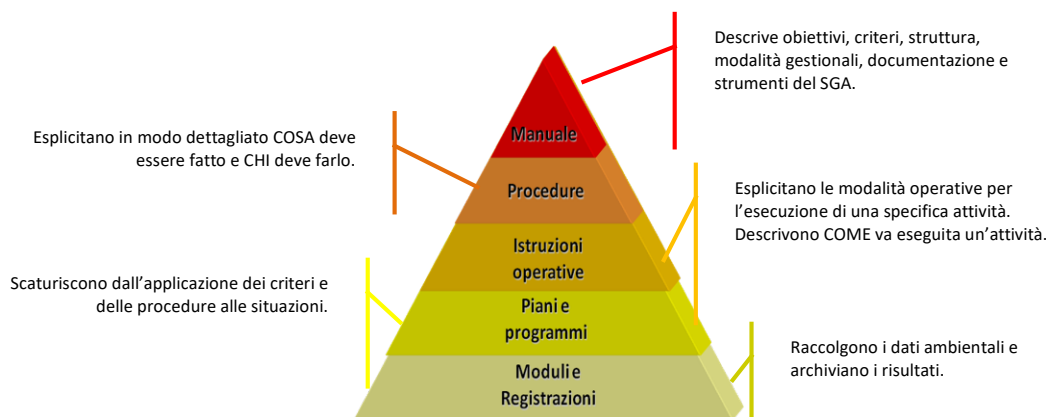 Descrive obiettivi, criteri, struttura,
modalità gestionali, documentazione e
strumenti del SGA.
Manuale
Esplicitano in modo dettagliato COSA deve
essere fatto e CHI deve farlo.
Procedure
Esplicitano le modalità operative per
l’esecuzione di una specifica attività.
Descrivono COME va eseguita un’attività.
Istruzioni
operative
Scaturiscono dall’applicazione dei criteri e
delle procedure alle situazioni.
Piani e
programmi
Raccolgono i dati ambientali e
archiviano i risultati.
Moduli e
Registrazioni